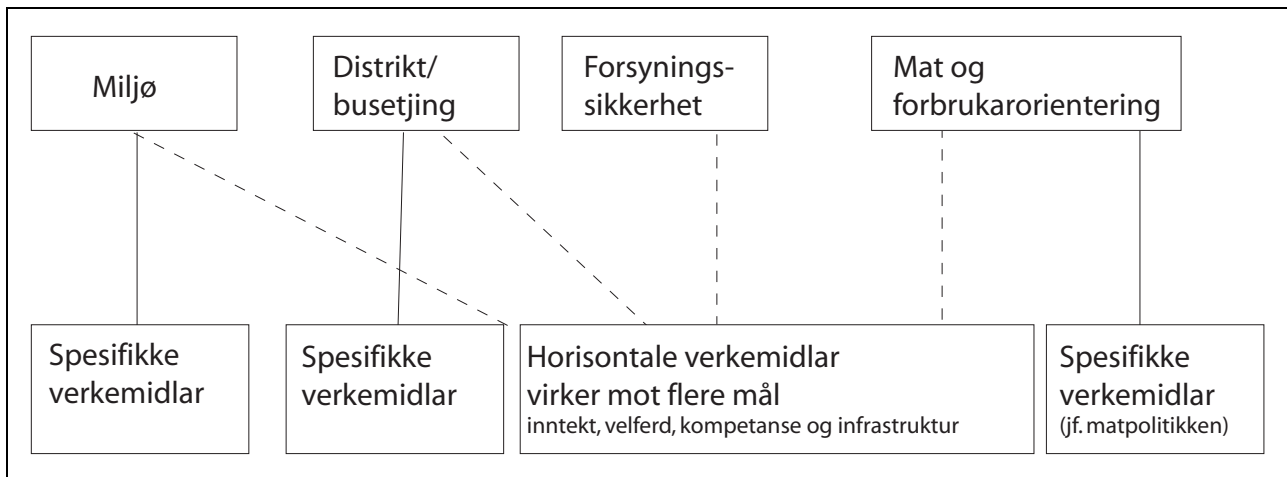 Miljø
Distrikt/
busetjing
Forsynings-
sikkerhet
Mat og
forbrukarorientering
Spesifikke
verkemidlar
Spesifikke
verkemidlar
Horisontale verkemidlar
virker mot flere mål
inntekt, velferd, kompetanse og infrastruktur
Spesifikke
verkemidlar
(jf. matpolitikken)